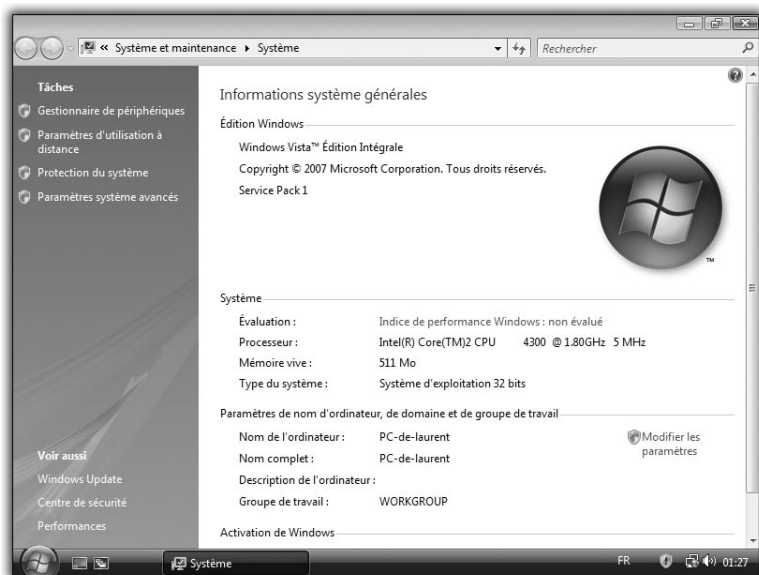 « Système et maintenance ▸ Système
Rechercher
Tâches
Gestionnaire de périphériques
Paramètres d'utilisation à
distance
Protection du système
Paramètres système avancés
Voir aussi
Windows Update
Centre de sécurité
Performances
Informations système générales
Édition Windows
Windows Vista™ Édition Intégrale
Copyright © 2007 Microsoft Corporation. Tous droits réservés.
Service Pack 1
TM
Système
Évaluation : Indice de performance Windows : non évalué
Processeur : Intel(R) Core(TM)2 CPU 4300 @ 1.80GHz 5 MHz
Mémoire vive : 511 Mo
Type du système : Système d'exploitation 32 bits
Paramètres de nom d'ordinateur, de domaine et de groupe de travail
Nom de l'ordinateur : PC-de-laurent
Modifier les
paramètres
Nom complet : PC-de-laurent
Description de l'ordinateur :
Groupe de travail : WORKGROUP
Activation de Windows
Système
FR
01:27